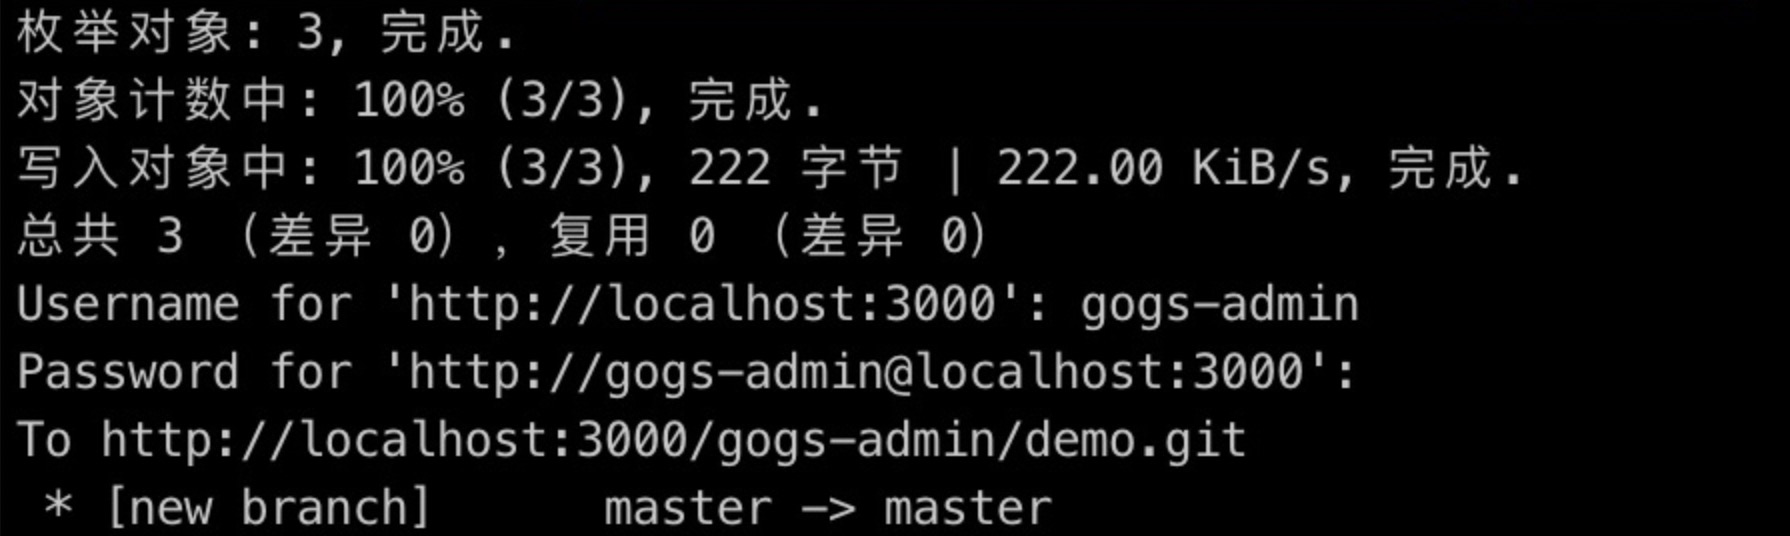 枚举对象: 3, 完成.
对象计数中: 100% (3/3), 完成.
写入对象中: 100% (3/3), 222 字节 | 222.00 KiB/s, 完成.
总共 3 （差异 0），复用 0 （差异 0）
Username for 'http://localhost:3000': gogs-admin
Password for 'http://gogs-admin@localhost:3000':
To http://localhost:3000/gogs-admin/demo.git
 * [new branch]      master -> master